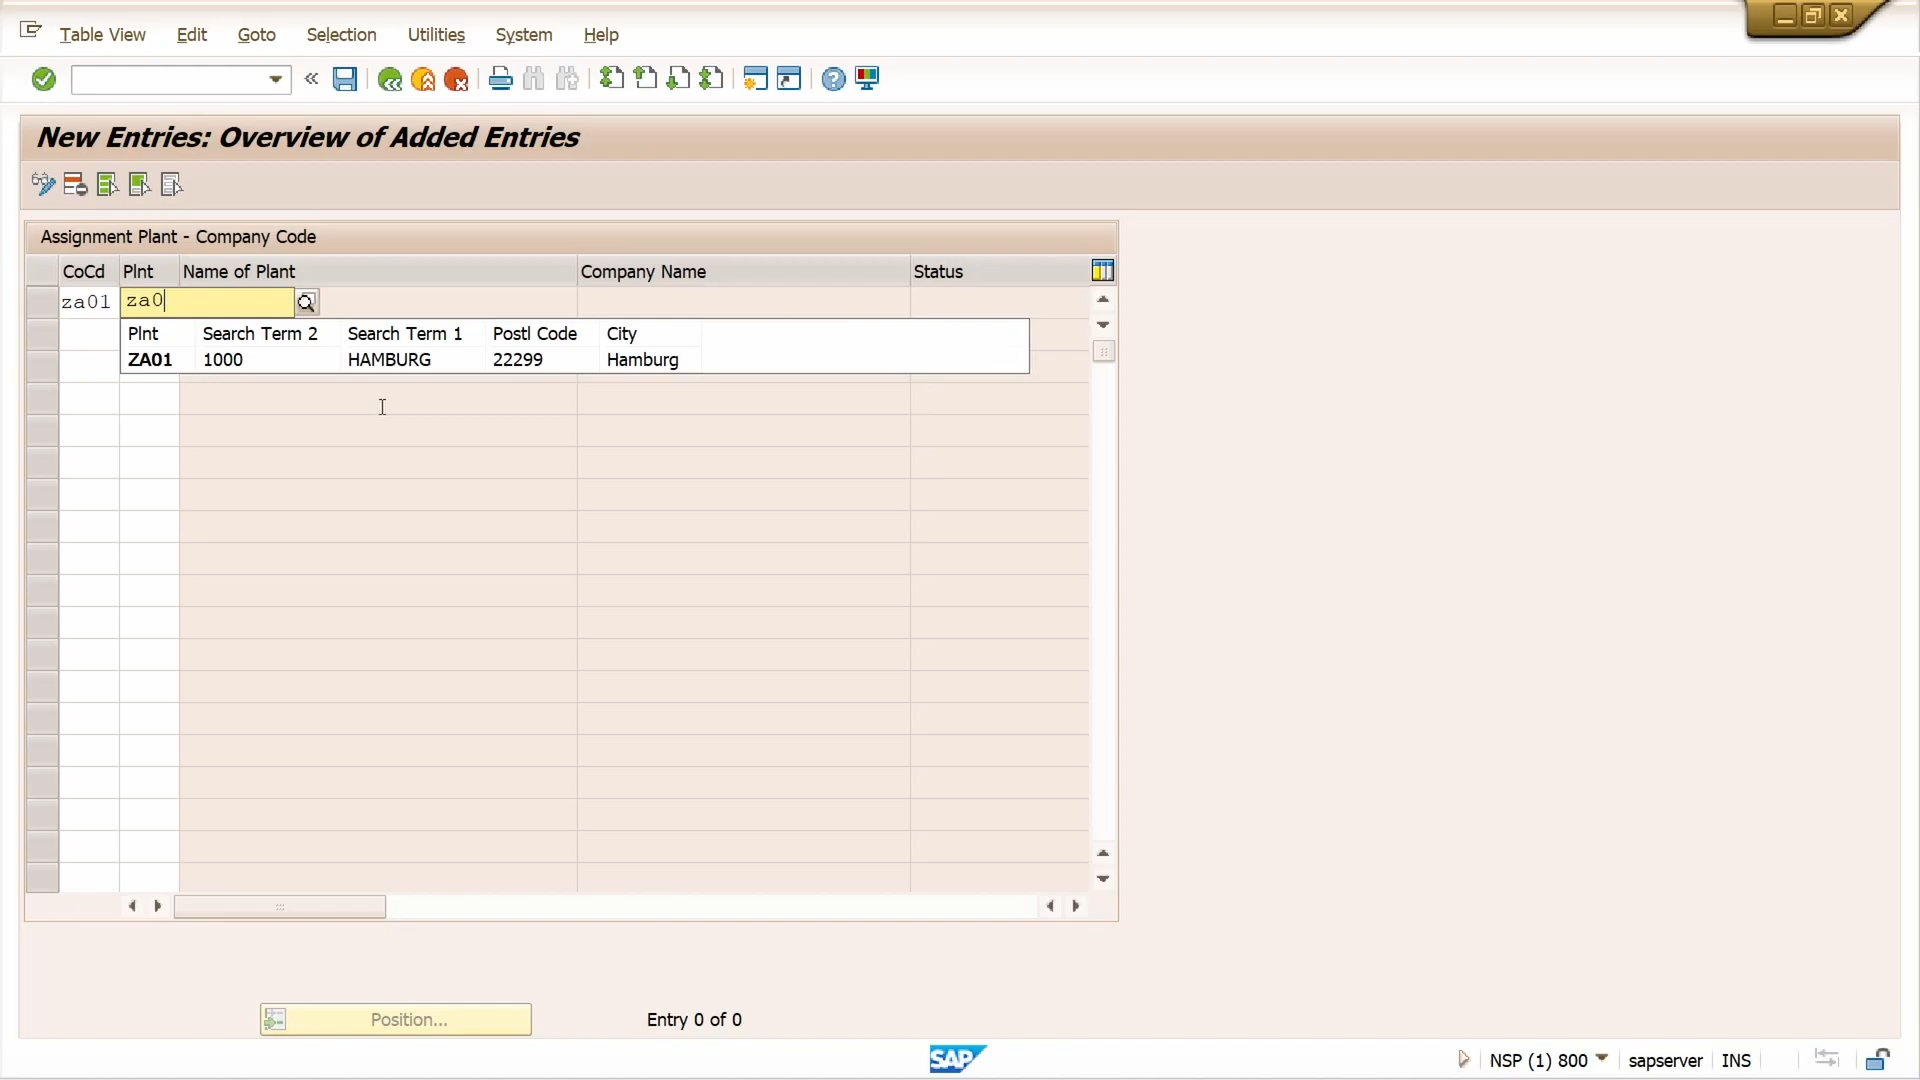 Table View Edit Goto Selection Utilities System Help
New Entries: Overview of Added Entries
Assignment Plant - Company Code
CoCd Plnt Name of Plant Company Name Status
za01 za0
Plnt Search Term 2 Search Term 1 Postl Code City
ZA01 1000 HAMBURG 22299 Hamburg
Position... Entry 0 of 0
SAP NSP (1) 800 sapserver INS